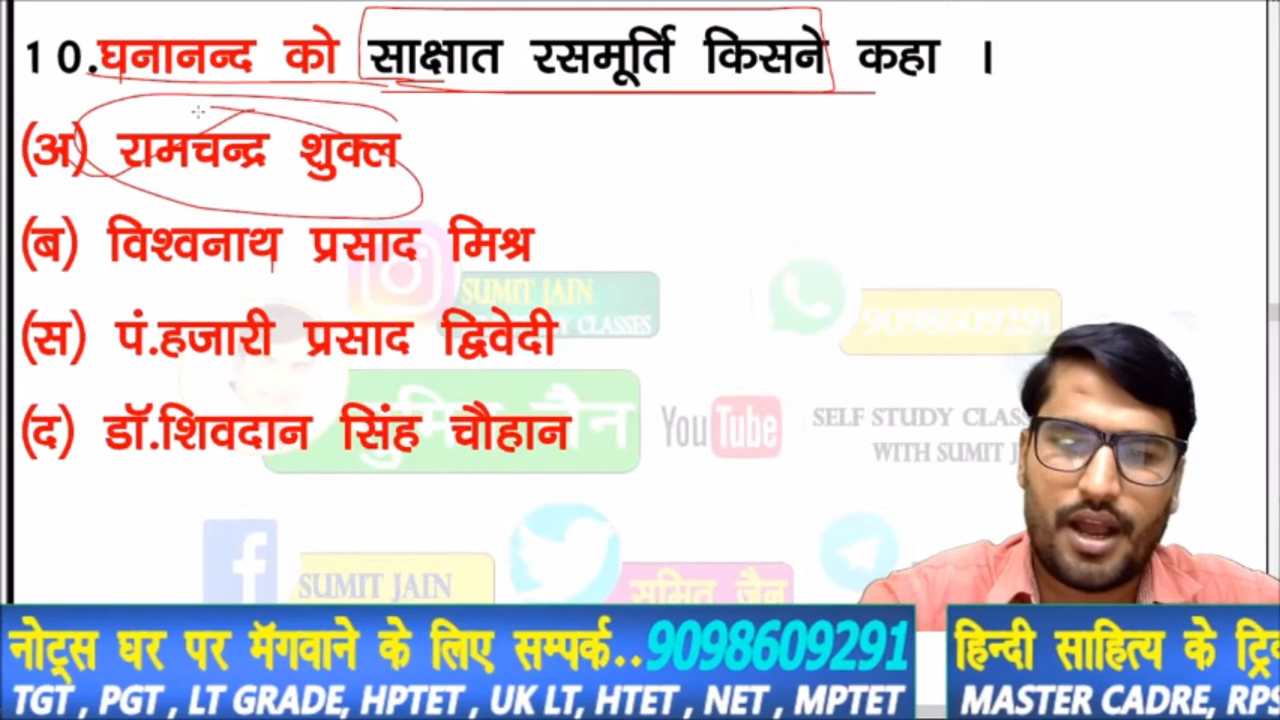 10.घनानन्द को साक्षात रसमूर्ति किसने कहा ।
(अ) रामचन्द्र शुक्ल
(ब) विश्वनाथ प्रसाद मिश्र
SUMIT JAIN
CLASSES
9098609291
(स) पं.हजारी प्रसाद द्विवेदी
जैन
YouTube
SELF STUDY CLAS
WITH SUMIT J
(द) डॉ.शिवदान सिंह चौहान
SUMIT JAIN
सुमित जैन
नोट्स घर पर मॅगवाने के लिए सम्पर्क..9098609291
हिन्दी साहित्य के
TGT , PGT , LT GRADE, HPTET , UK LT, HTET , NET , MPTET
MASTER CADRE, RPS